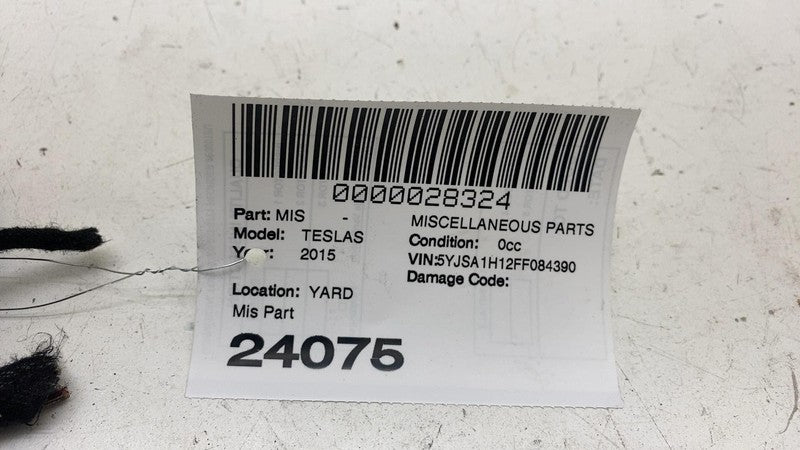 0000028324
Part: MIS - MISCELLANEOUS PARTS
Model: TESLAS Condition: 0cc
Year: 2015 VIN:5YJSA1H12FF084390
Damage Code:
Location: YARD
Mis Part
24075